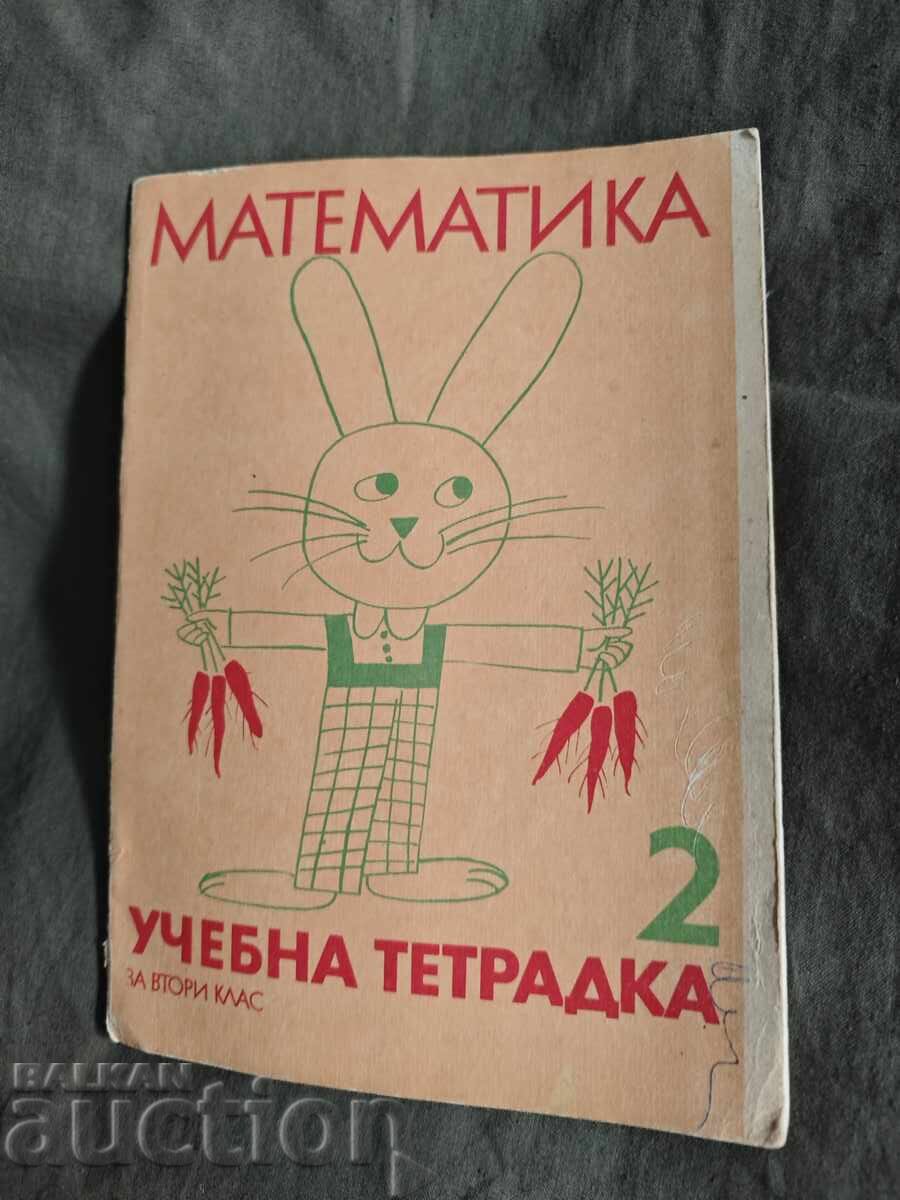 МАТЕМАТИКА
2
УЧЕБНА ТЕТРАДКА
ЗА ВТОРИ КЛАС
BALKAN
auction